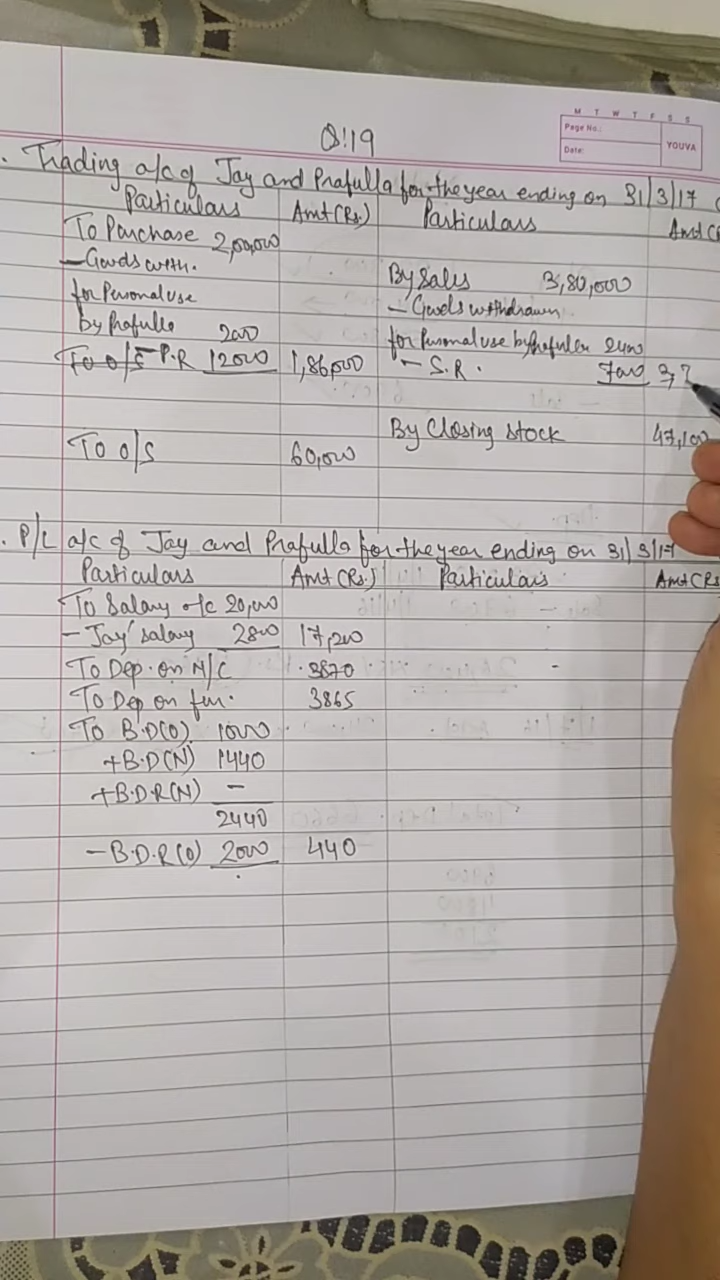 M T W T F S S
Page No.:
Date:
YOUVA
Q:19
Trading a/c of Jay and Prafulla for the year ending on 31/3/17
Particulars Amt (Rs.) Particulars Amt
To Purchase 2,00,000
- Goods with.
for Personal use
by Prafulla 2000
- P.R 12000 1,86,000
By Sales 3,80,000
- Goods withdrawn
for Personal use by Prafulla 2400
- S.R.
By Closing Stock 47,100
To O/S 60,000
P/L a/c of Jay and Prafulla for the year ending on 31/3/17
Particulars Amt (Rs.) Particulars Amt (Rs
To Salary a/c 20,000
- Jay' salary 2800 17,200
To Dep. on M/C 3870
To Dep on fur. 3865
To B.D(O) 1000
+B.D(N) 1440
+B.D.R(N) -
2440
- B.D.R(O) 2000 440